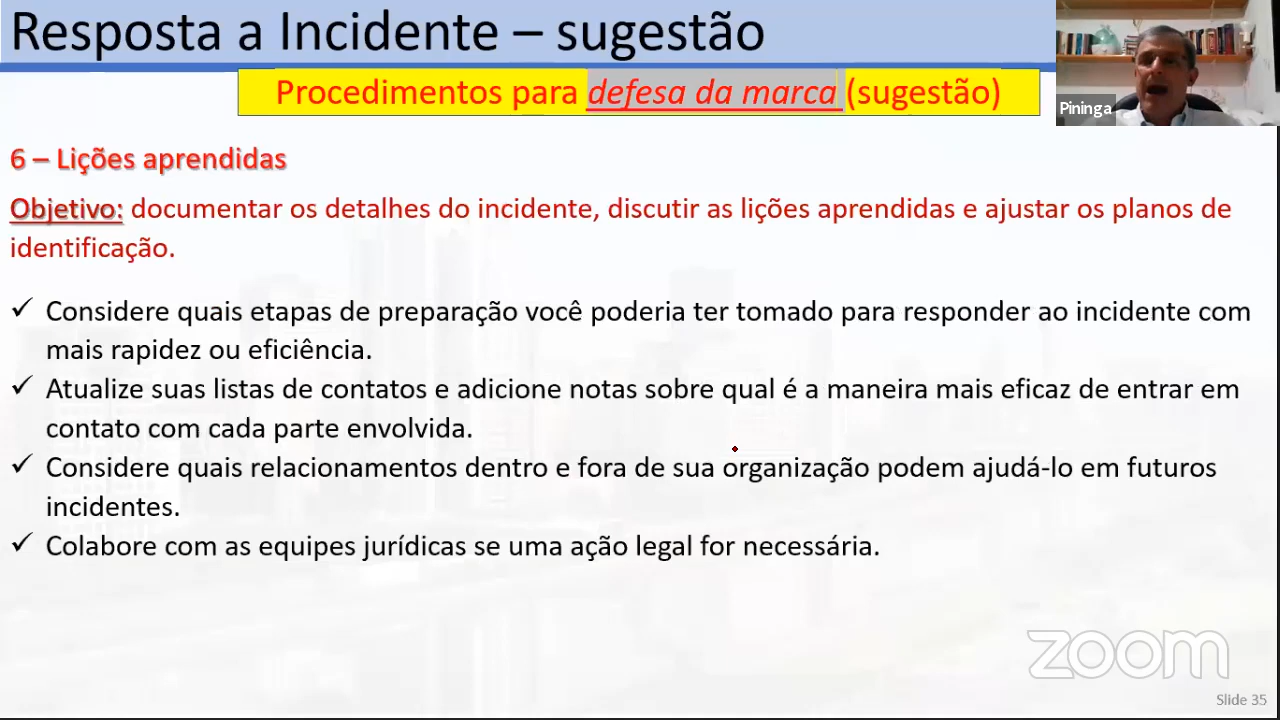 Resposta a Incidente – sugestão
Procedimentos para defesa da marca (sugestão)
Pininga
6 – Lições aprendidas
Objetivo: documentar os detalhes do incidente, discutir as lições aprendidas e ajustar os planos de
identificação.
✓ Considere quais etapas de preparação você poderia ter tomado para responder ao incidente com
mais rapidez ou eficiência.
✓ Atualize suas listas de contatos e adicione notas sobre qual é a maneira mais eficaz de entrar em
contato com cada parte envolvida.
✓ Considere quais relacionamentos dentro e fora de sua organização podem ajudá-lo em futuros
incidentes.
✓ Colabore com as equipes jurídicas se uma ação legal for necessária.
zoom
Slide 35